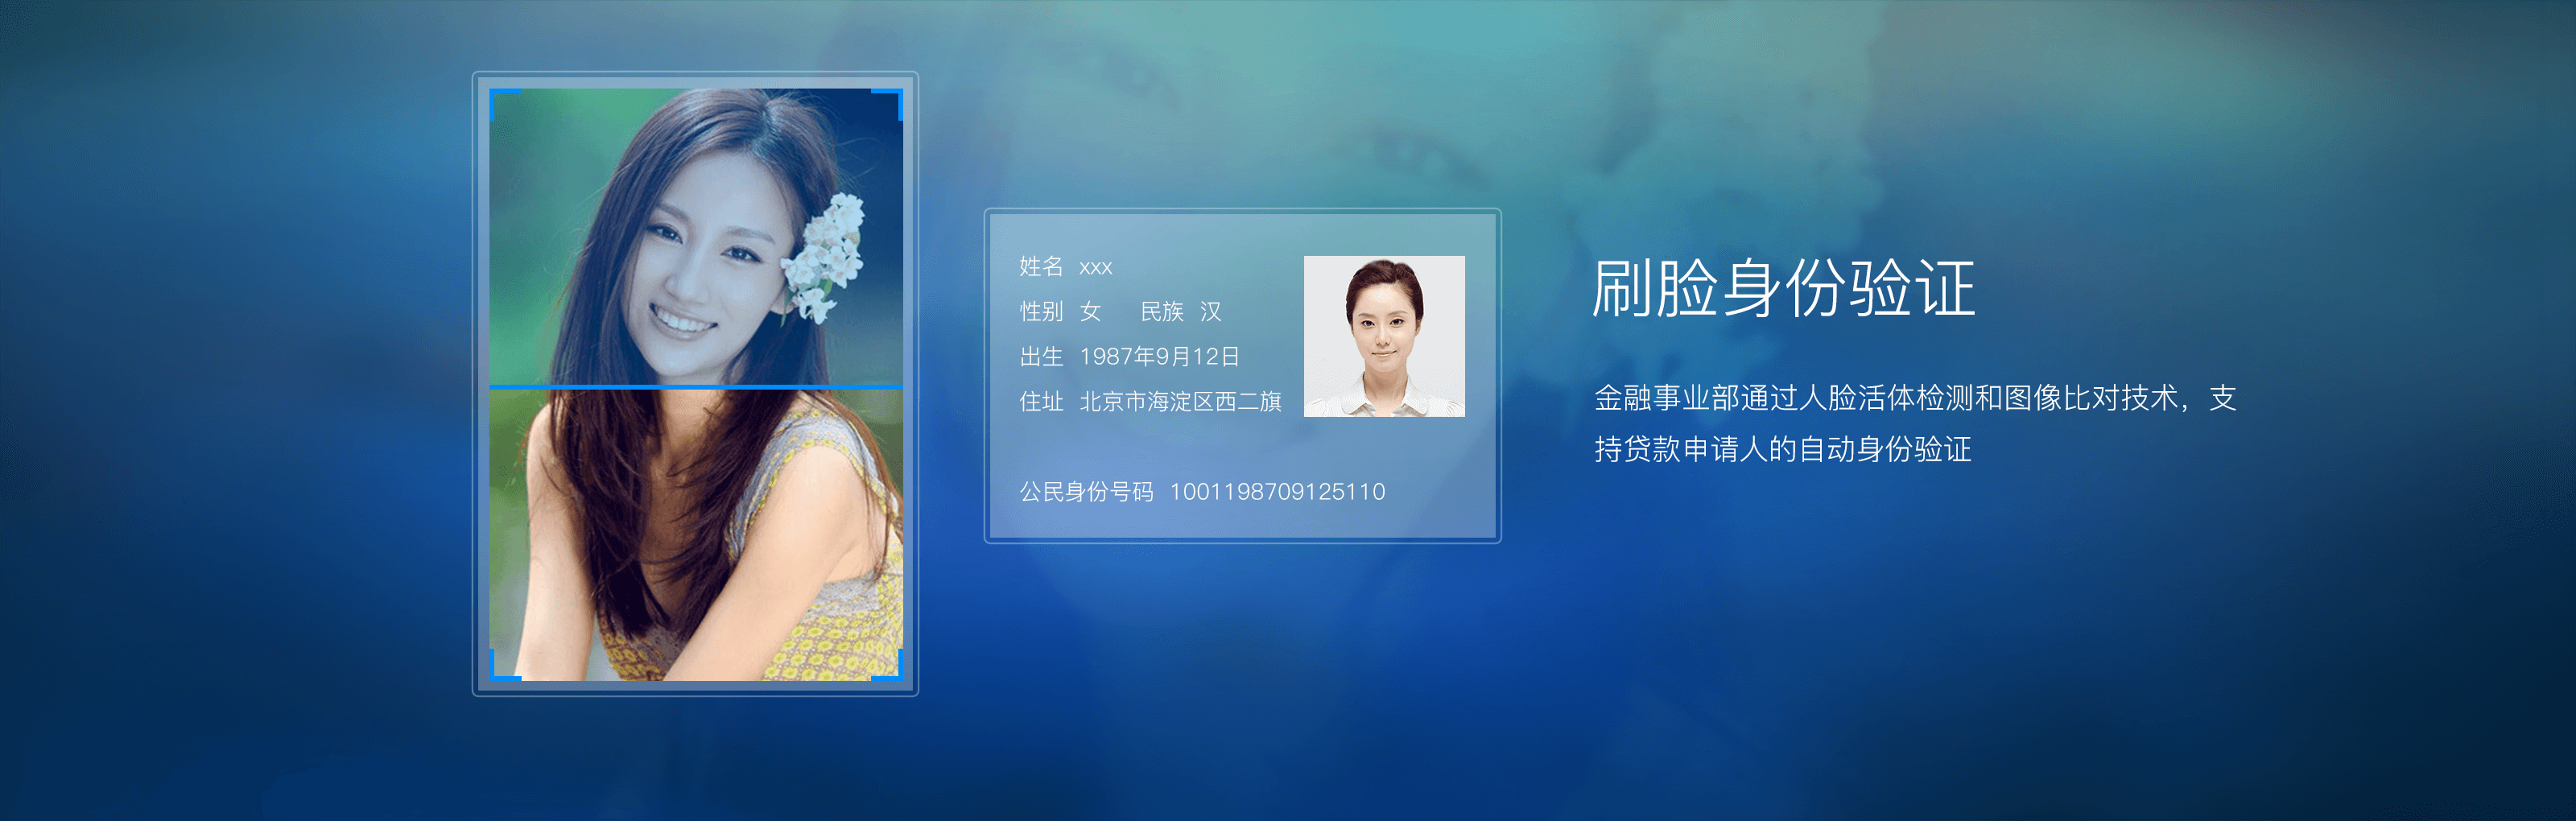 姓名 xxx
性别 女 民族 汉
出生 1987年9月12日
住址 北京市海淀区西二旗
公民身份号码 1001198709125110
刷脸身份验证
金融事业部通过人脸活体检测和图像比对技术，支
持贷款申请人的自动身份验证